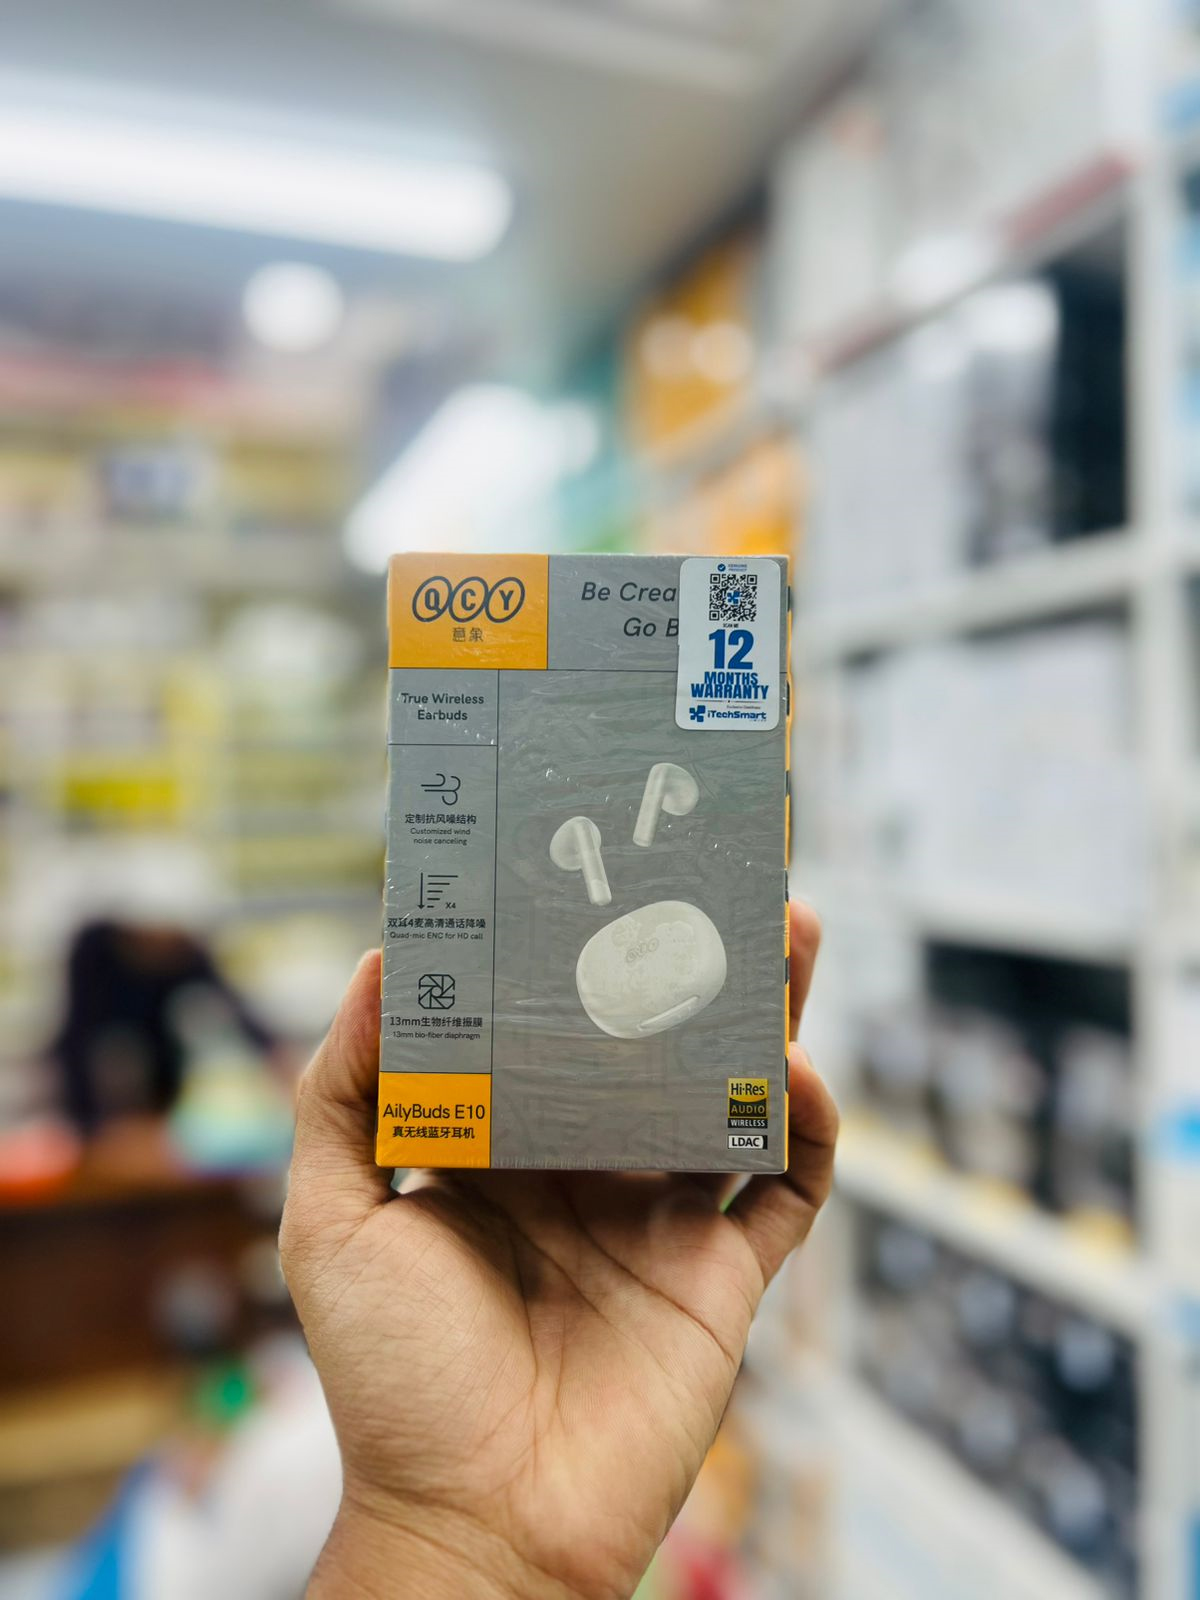 QCY
意象
Be Crea
Go B
GENUINE
PRODUCT
SCAN ME
12
MONTHS
WARRANTY
iTechSmart
True Wireless
Earbuds
定制抗风噪结构
Customized wind
noise canceling
X4
双耳4麦高清通话降噪
Quad-mic ENC for HD call
13mm生物纤维振膜
13mm bio-fiber diaphragm
AilyBuds E10
真无线蓝牙耳机
QCY
Hi-Res
AUDIO
WIRELESS
LDAC